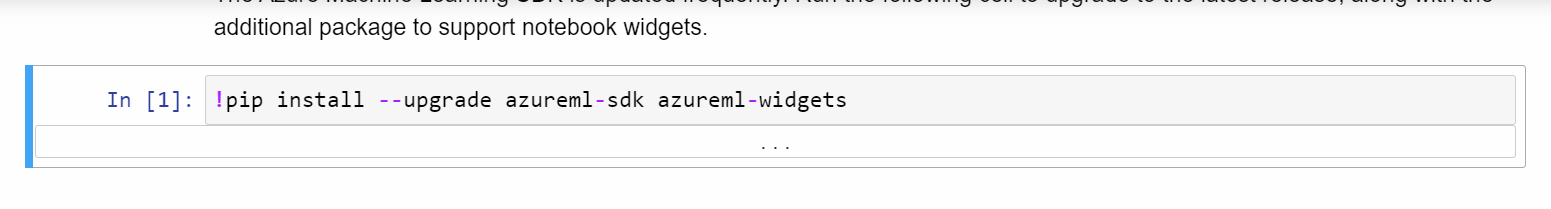 The Azure Machine Learning SDK is updated frequently. Run the following cell to upgrade to the latest release, along with the
additional package to support notebook widgets.
In [1]: !pip install --upgrade azureml-sdk azureml-widgets
...